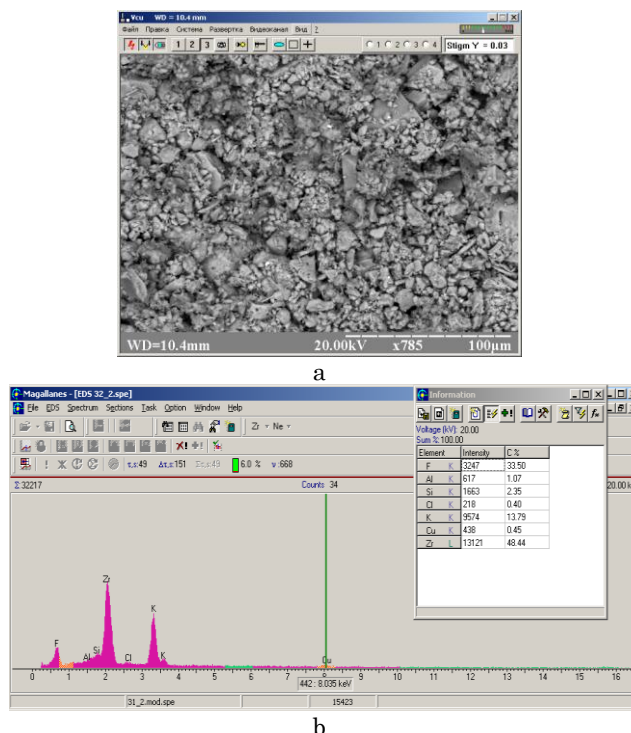 Vcu WD = 10.4 mm
Файл Правка Система Развертка Видеоканал Вид ?
1 2 3 1 2 3 4 Stigm Y = 0.03
WD=10.4mm 20.00kV x785 100μm
a
Magallanes - [EDS 32_2.spe]
File EDS Spectrum Sections Task Option Window Help
Zr Ne
τ,s:49 Δτ,s:151 Στ,s:49 6.0 % ν:668
Σ 32217 Counts 34 20.00 k
Information
Voltage (kV): 20.00
Sum %: 100.00
Element Intensity C %
F K 3247 33.50
Al K 617 1.07
Si K 1663 2.35
Cl K 218 0.40
K K 9574 13.79
Cu K 438 0.45
Zr L 13121 48.44
Zr
K
F
Si
Al
Cl
K
Cu
0 1 2 3 4 5 6 7 8 9 10 11 12 13 14 15 16
442 : 8.035 keV
31_2.mod.spe 15423
b